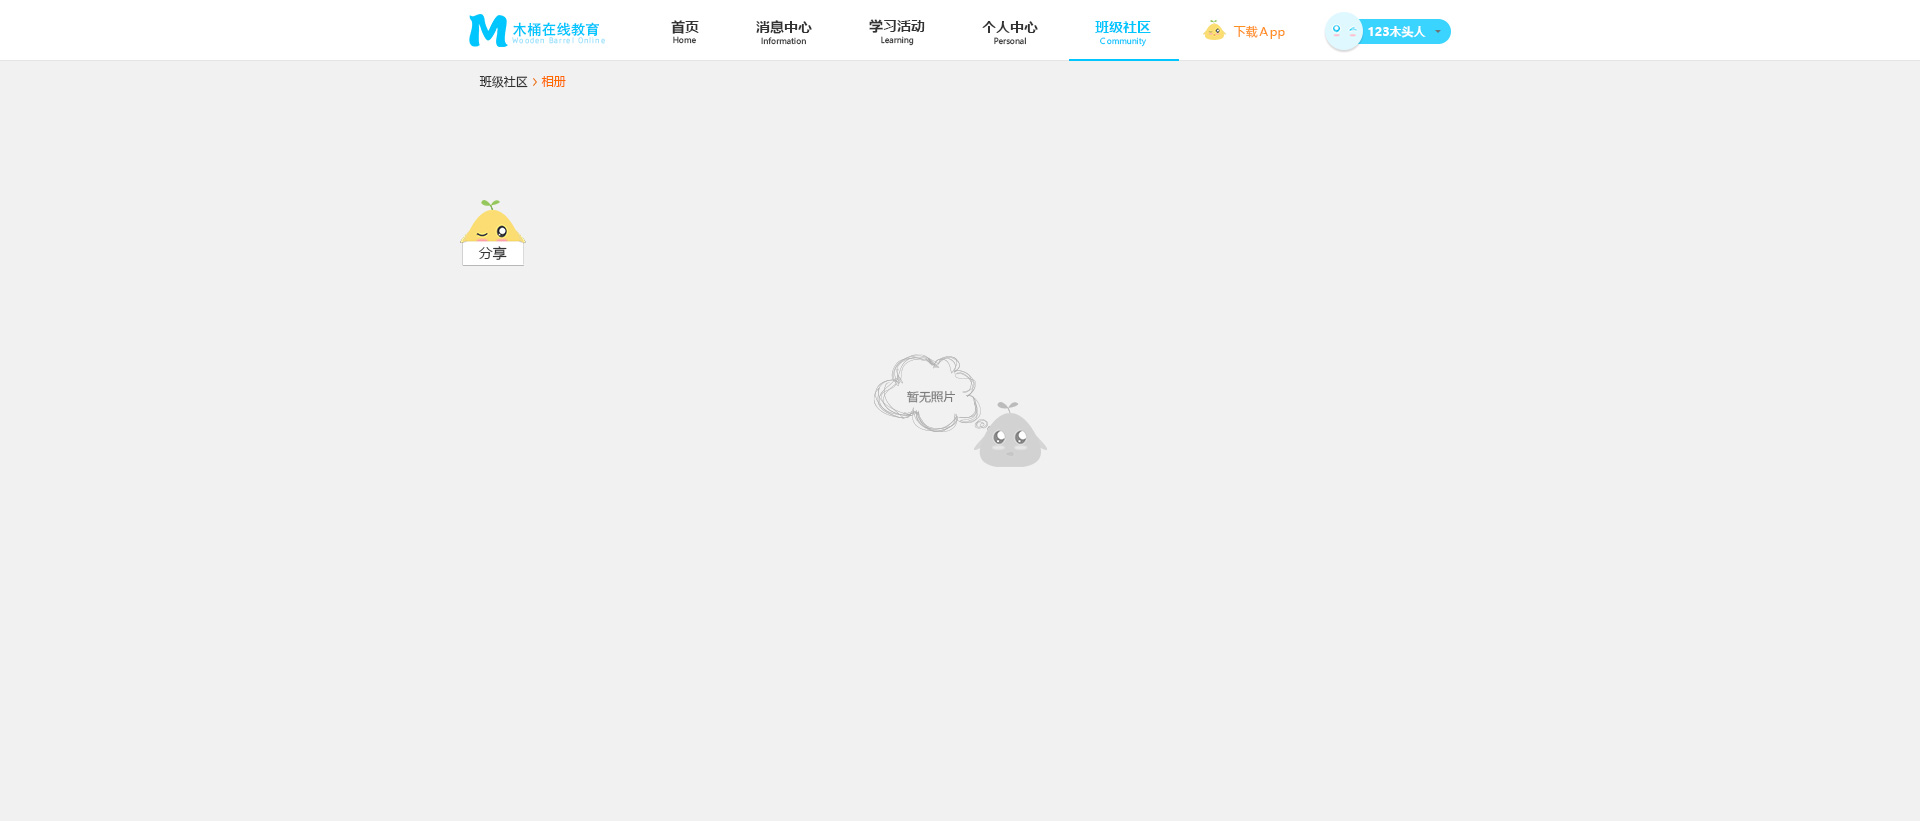 木桶在线教育
Wooden Barrel Online
首页
Home
消息中心
Information
学习活动
Learning
个人中心
Personal
班级社区
Community
下载App
123木头人
班级社区 > 相册
分享
暂无照片